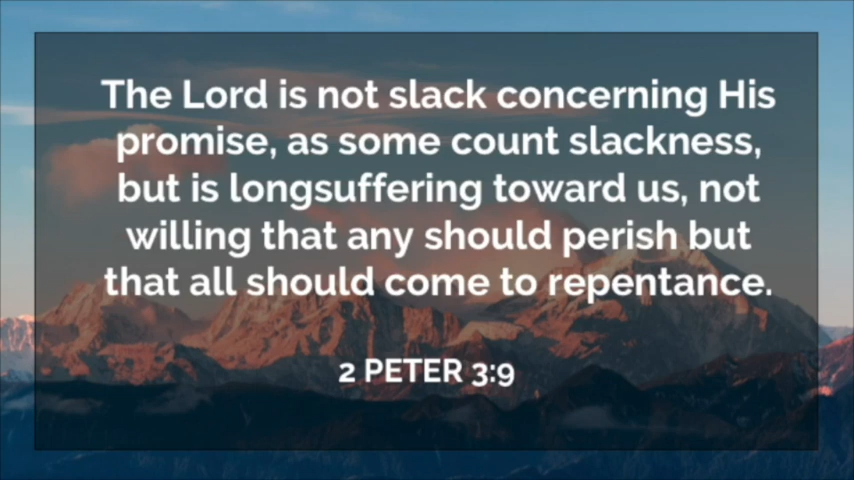 The Lord is not slack concerning His
promise, as some count slackness,
but is longsuffering toward us, not
willing that any should perish but
that all should come to repentance.
2 PETER 3:9